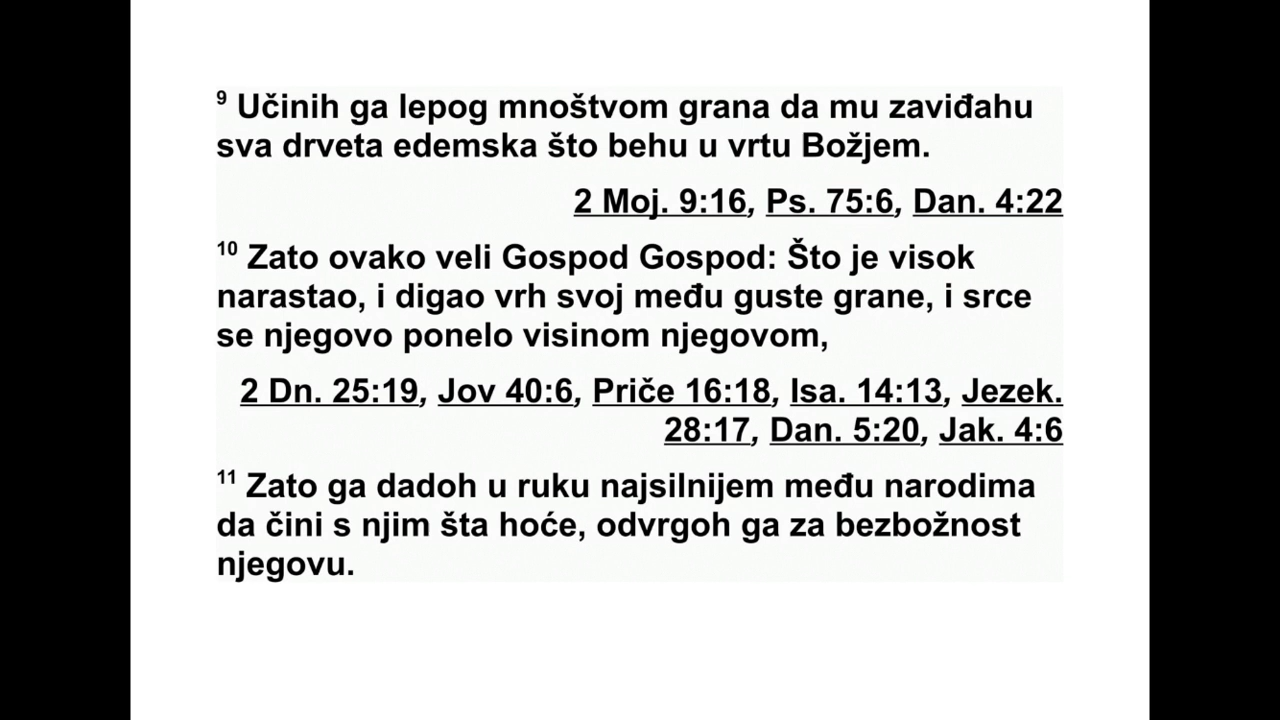 9 Učinih ga lepog mnoštvom grana da mu zaviđahu
sva drveta edemska što behu u vrtu Božjem.
2 Moj. 9:16, Ps. 75:6, Dan. 4:22
10 Zato ovako veli Gospod Gospod: Što je visok
narastao, i digao vrh svoj među guste grane, i srce
se njegovo ponelo visinom njegovom,
2 Dn. 25:19, Jov 40:6, Priče 16:18, Isa. 14:13, Jezek.
28:17, Dan. 5:20, Jak. 4:6
11 Zato ga dadoh u ruku najsilnijem među narodima
da čini s njim šta hoće, odvrgoh ga za bezbožnost
njegovu.